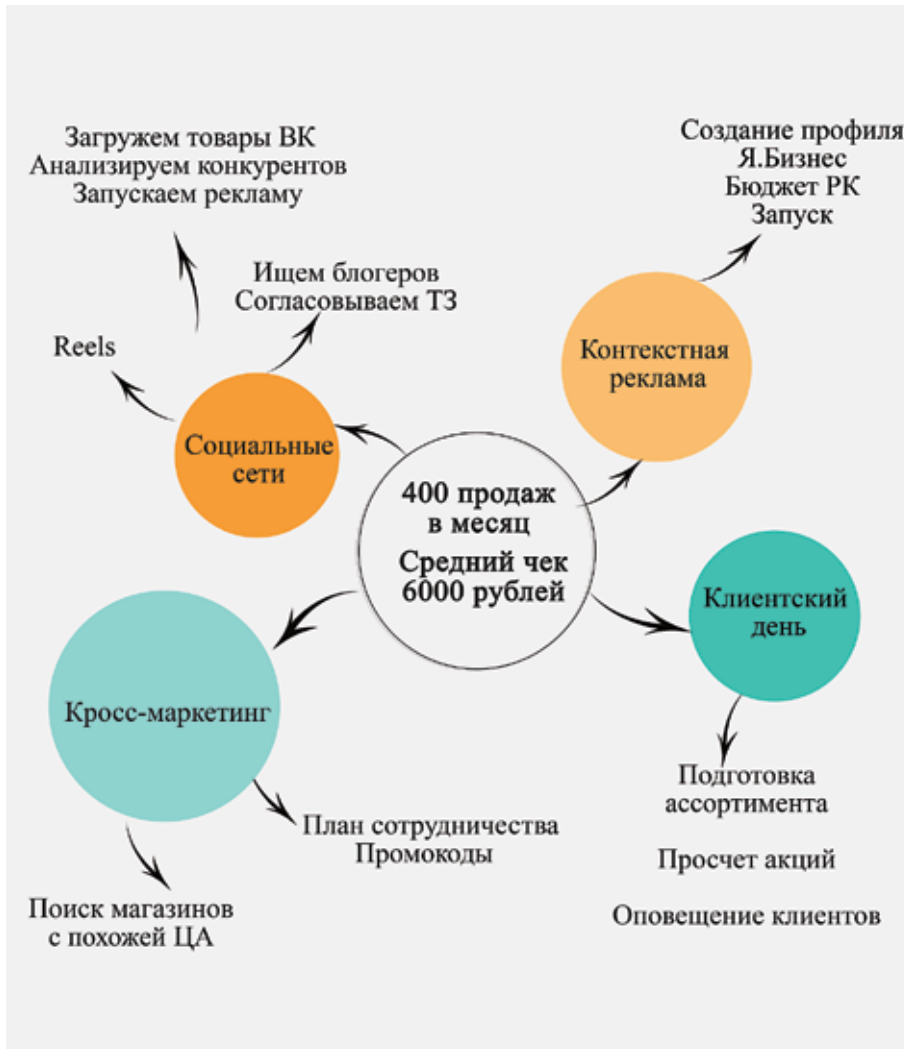 Загружем товары ВК
Анализируем конкурентов
Запускаем рекламу
Создание профиля
Я.Бизнес
Бюджет РК
Запуск
Ищем блогеров
Согласовываем ТЗ
Reels
Контекстная
реклама
Социальные
сети
400 продаж
в месяц
Средний чек
6000 рублей
Клиентский
день
Кросс-маркетинг
Подготовка
ассортимента
План сотрудничества
Промокоды
Просчет акций
Поиск магазинов
с похожей ЦА
Оповещение клиентов